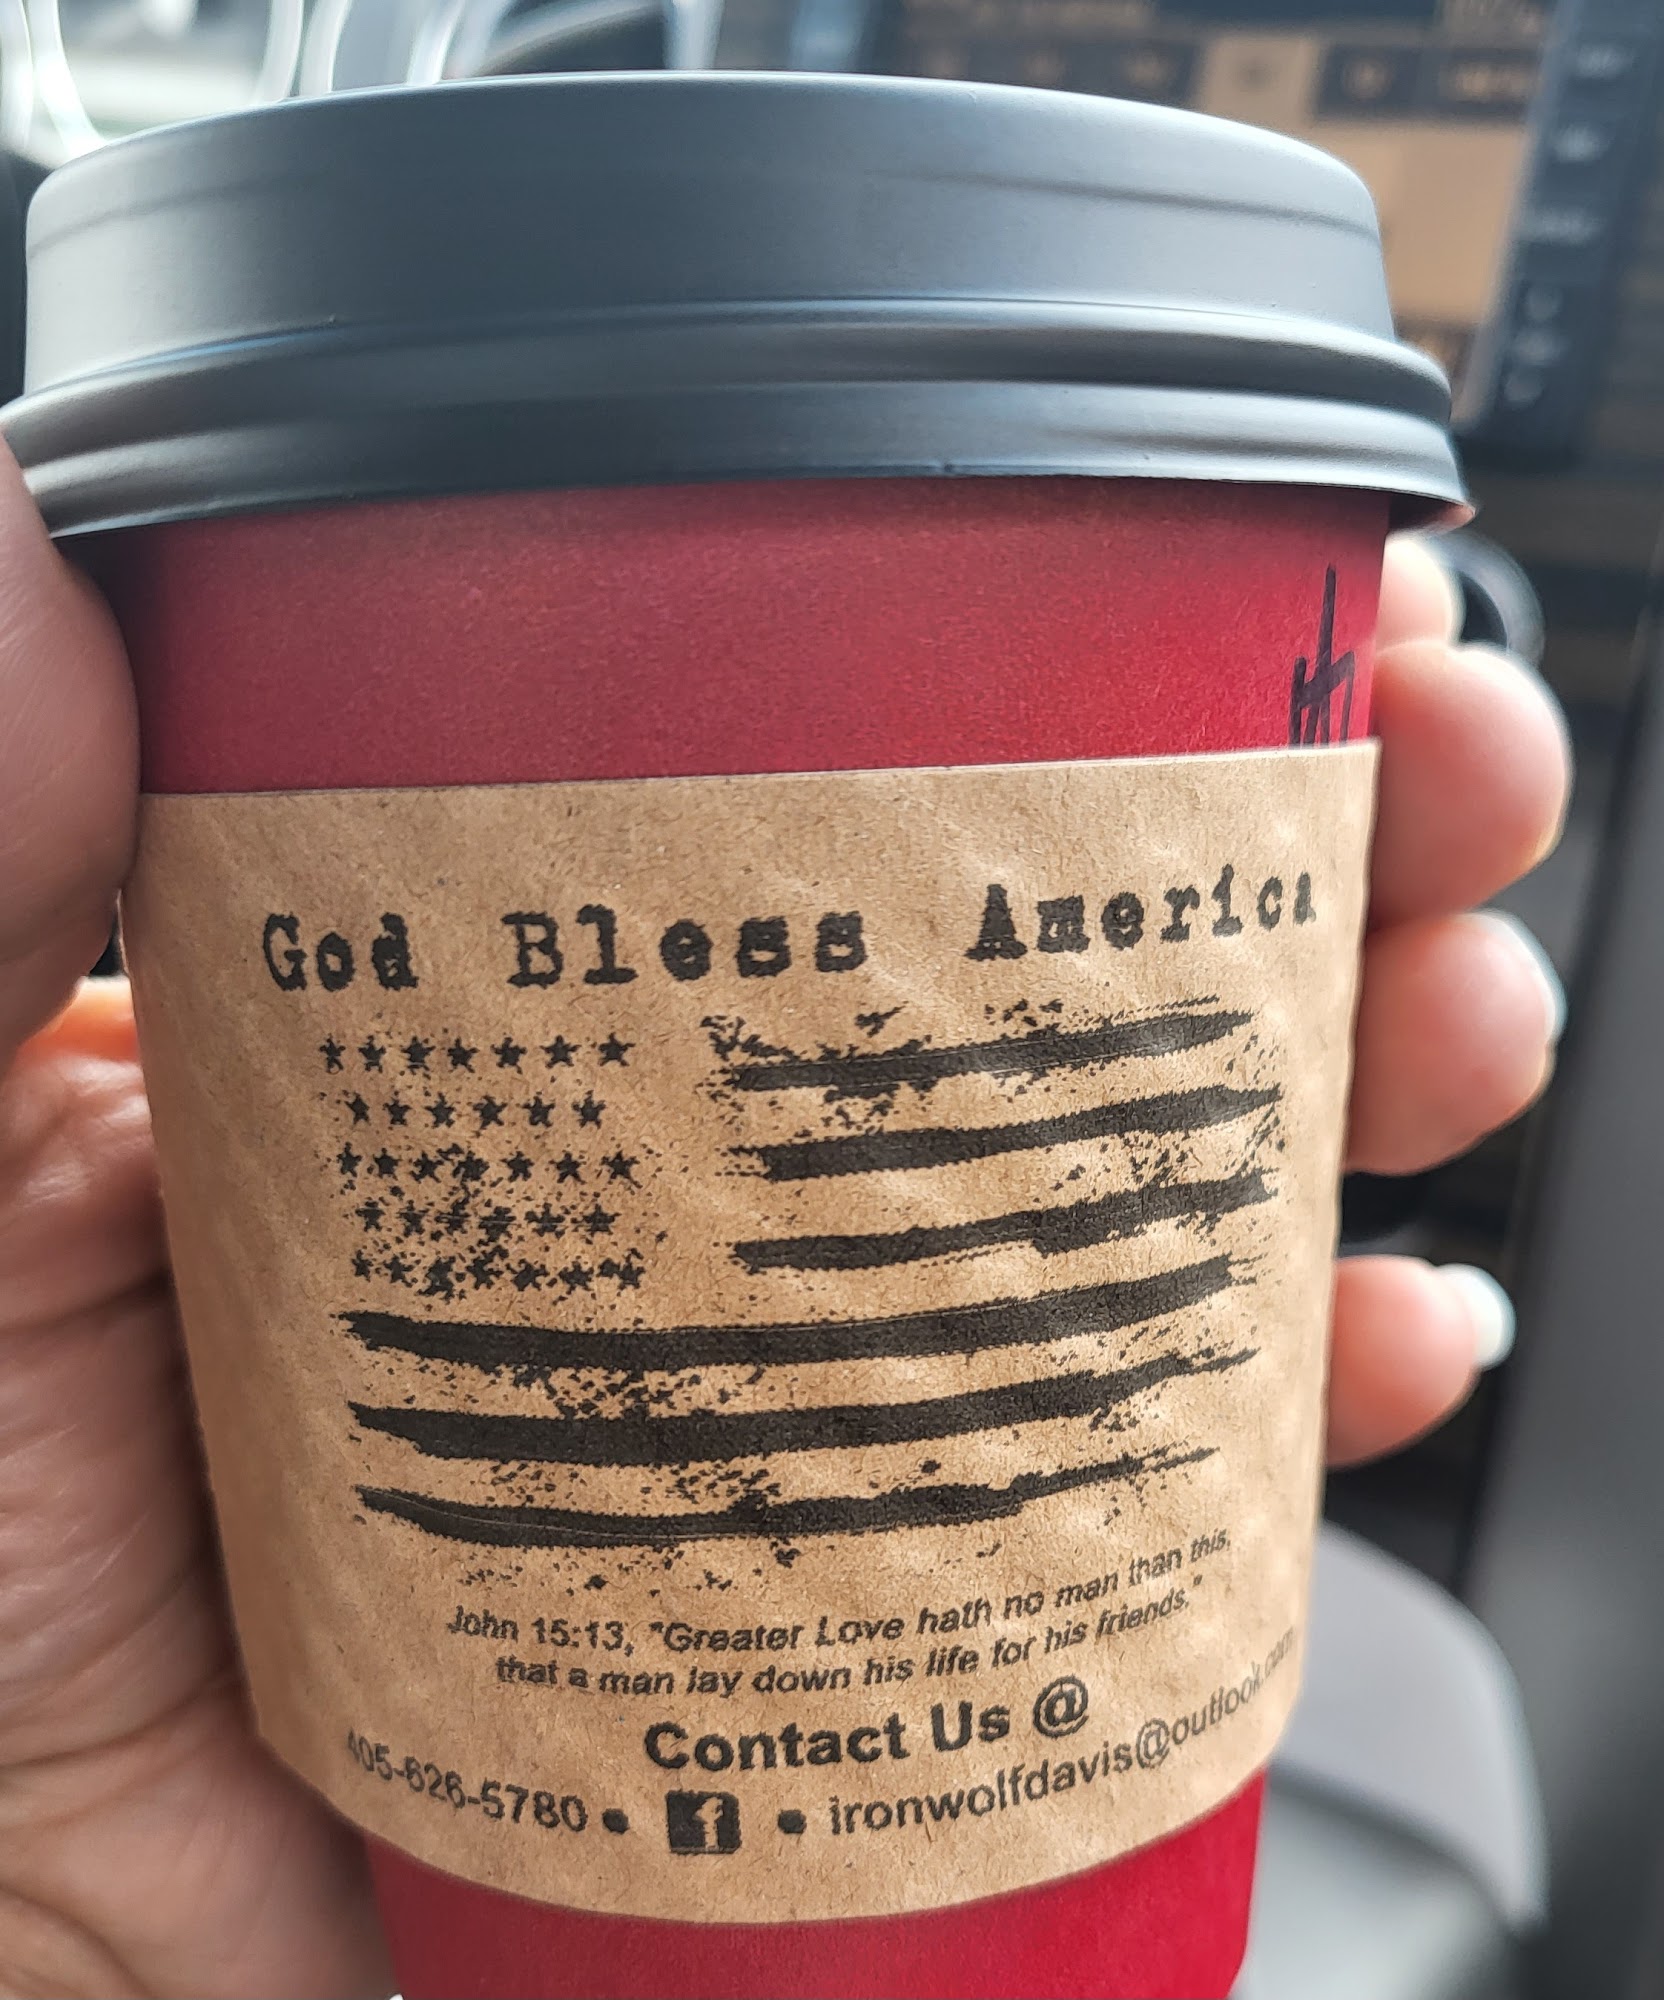 God Bless America
John 15:13, "Greater Love hath no man than this,
that a man lay down his life for his friends."
Contact Us @
405-626-5780 • f • ironwolfdavis@outlook.com